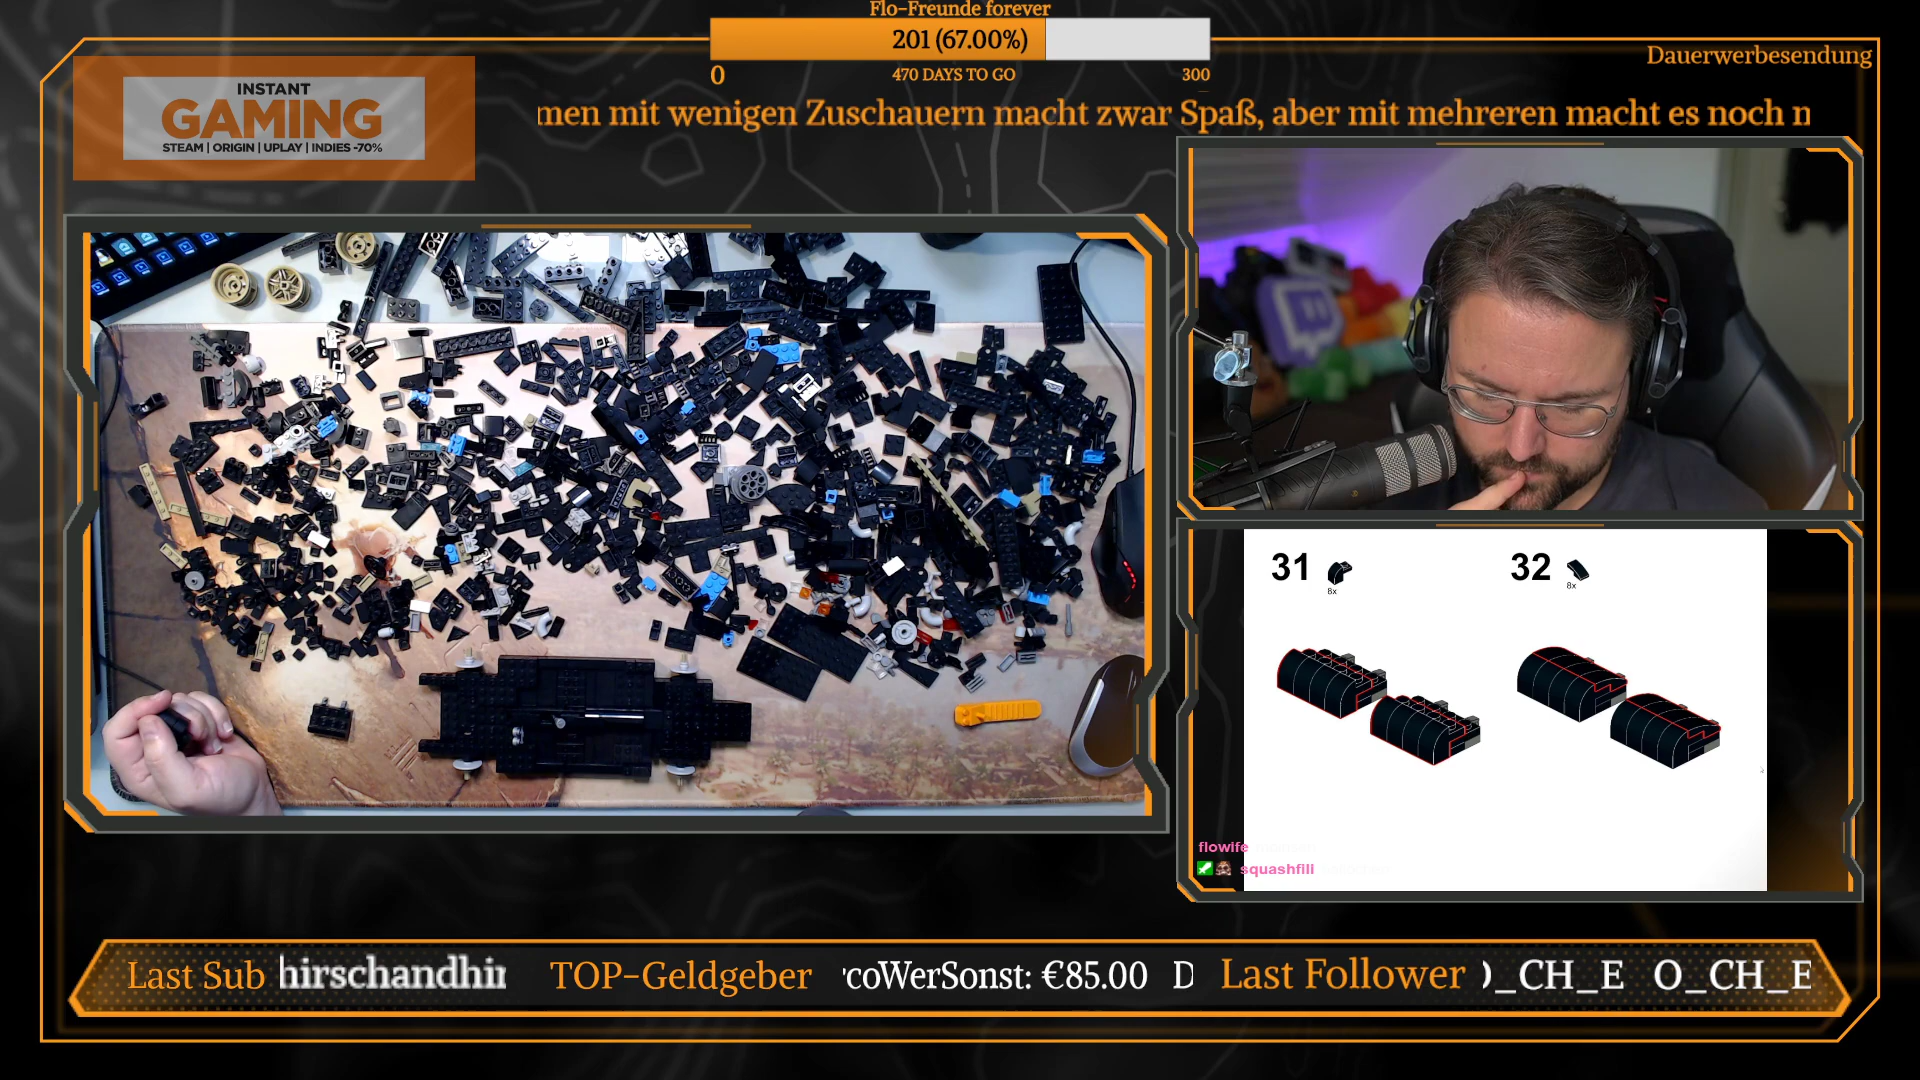 Flo-Freunde forever
201 (67.00%)
0
470 DAYS TO GO
300
Dauerwerbesendung
INSTANT
GAMING
STEAM | ORIGIN | UPLAY | INDIES -70%
men mit wenigen Zuschauern macht zwar Spaß, aber mit mehreren macht es noch n
31
8x
32
8x
flowife
squashfill
Last Sub
hirschandhir
TOP-Geldgeber
coWerSonst: €85.00 D
Last Follower
_CH_E O_CH_E